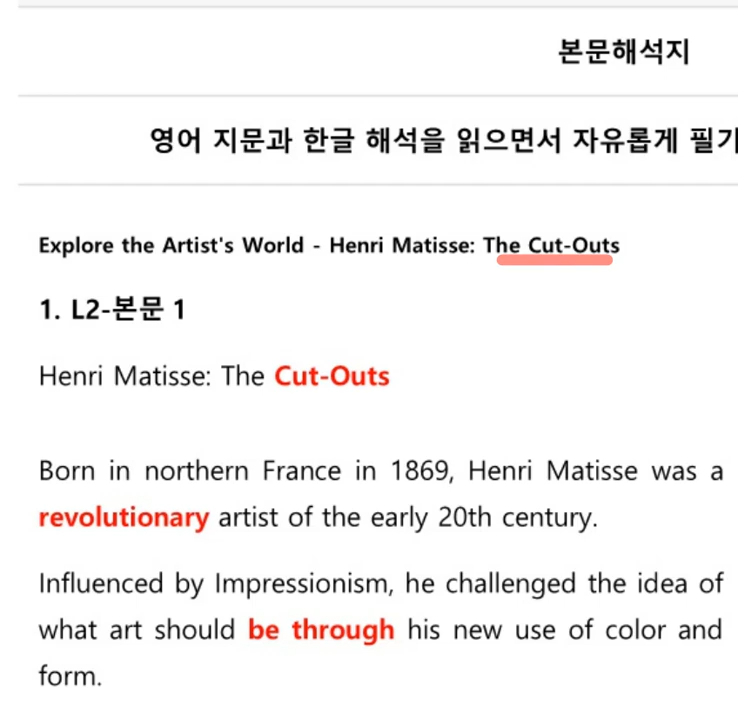 본문해석지
영어 지문과 한글 해석을 읽으면서 자유롭게 필기
Explore the Artist's World - Henri Matisse: The Cut-Outs
1. L2-본문 1
Henri Matisse: The Cut-Outs
Born in northern France in 1869, Henri Matisse was a
revolutionary artist of the early 20th century.
Influenced by Impressionism, he challenged the idea of
what art should be through his new use of color and
form.